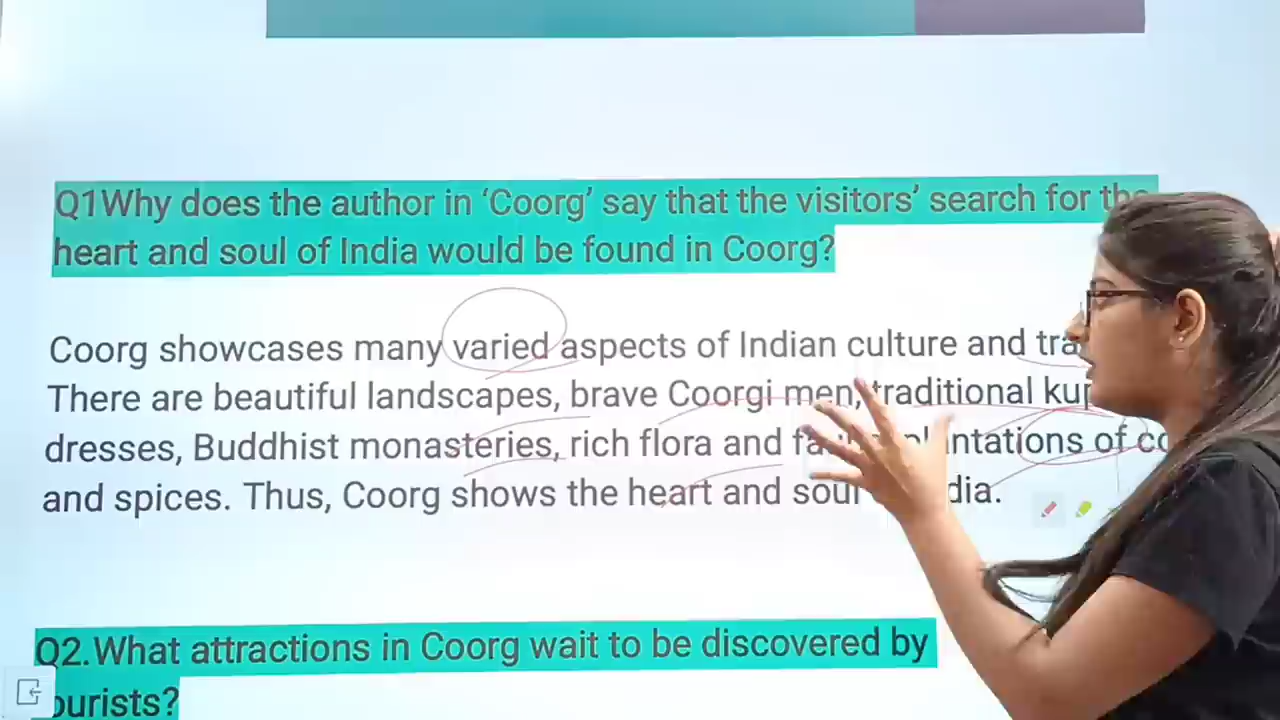 Q1Why does the author in ‘Coorg’ say that the visitors’ search for the
heart and soul of India would be found in Coorg?
Coorg showcases many varied aspects of Indian culture and
There are beautiful landscapes, brave Coorgi men, traditional
dresses, Buddhist monasteries, rich flora and of
and spices. Thus, Coorg shows the heart and soul
Q2.What attractions in Coorg wait to be discovered by